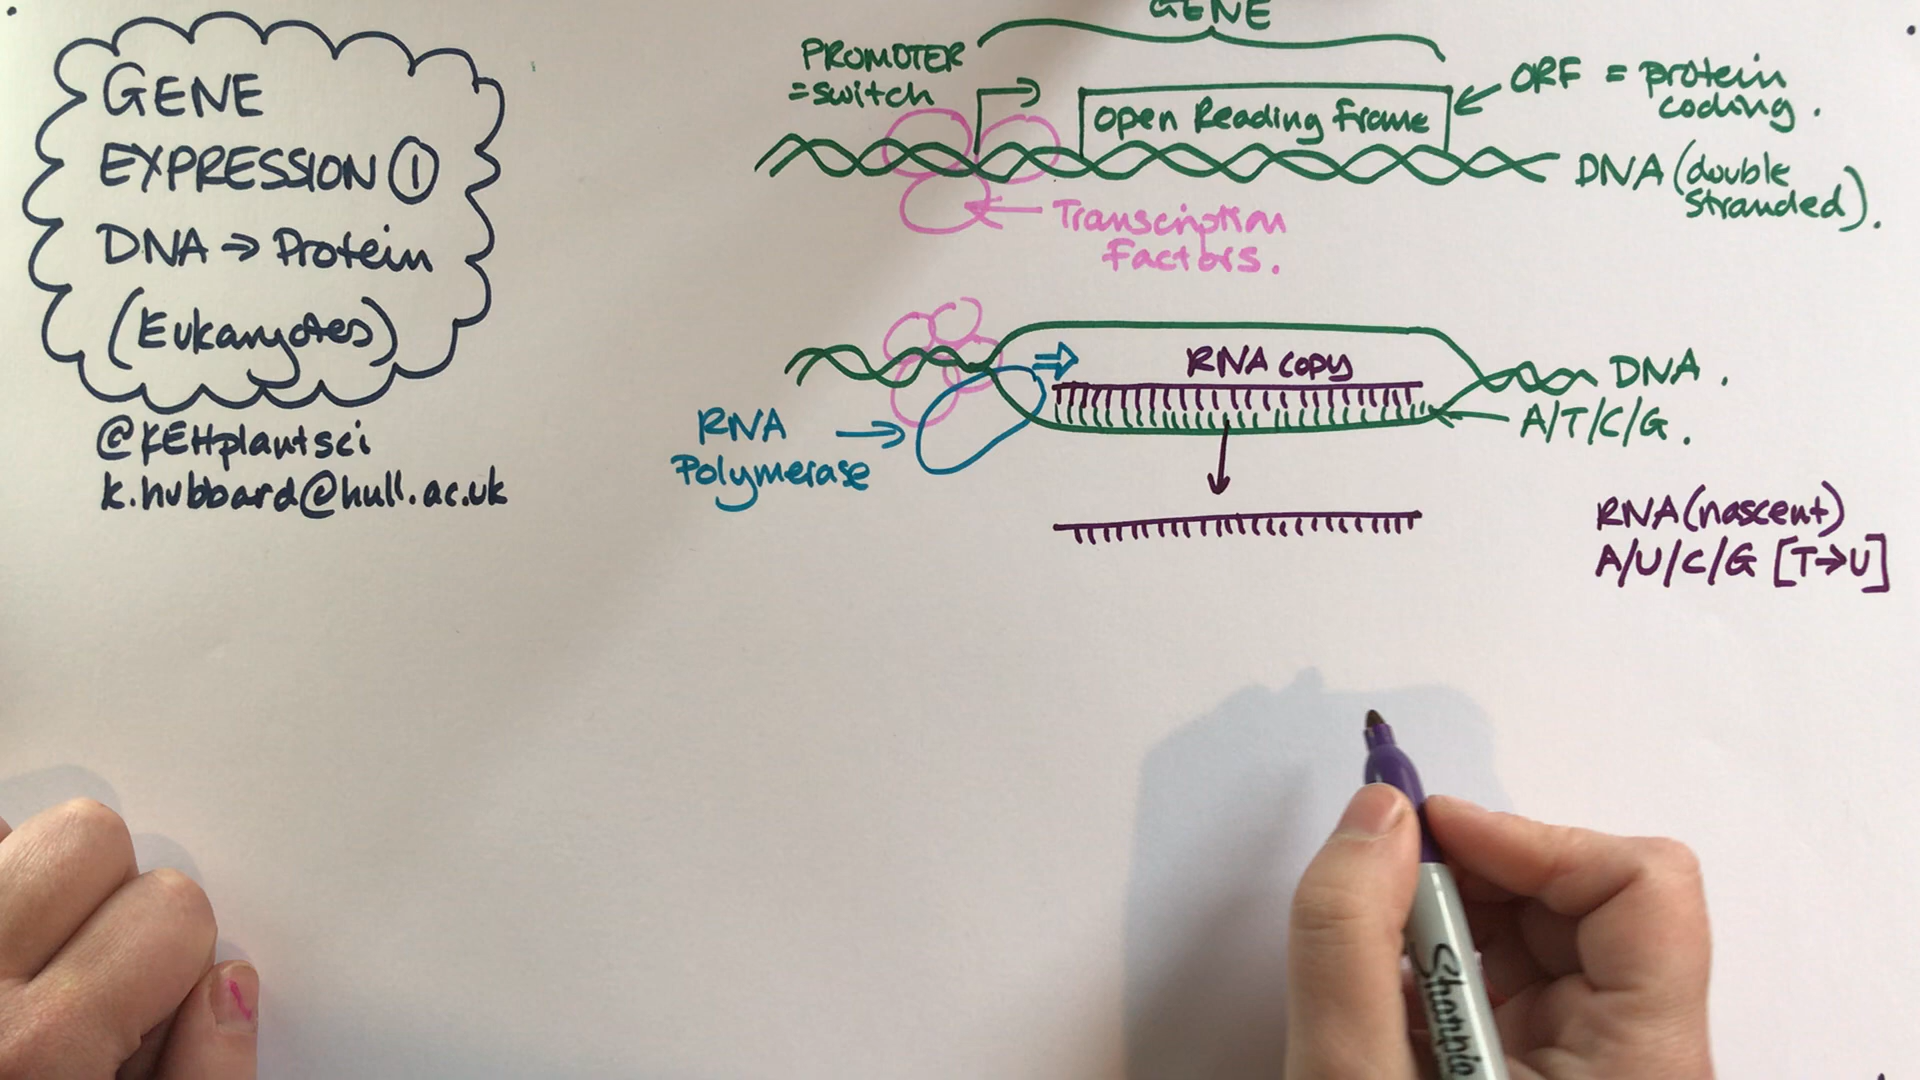 GENE
EXPRESSION ①
DNA → Protein
(Eukaryotes)
@KEHplantsci
k.hubbard@hull.ac.uk
GENE
PROMOTER
=switch
Open Reading Frame
ORF = protein
coding.
DNA (double
stranded).
Transcription
Factors.
RNA copy
DNA.
A/T/C/G.
RNA
Polymerase
RNA (nascent)
A/U/C/G [T→U]
Sharpie